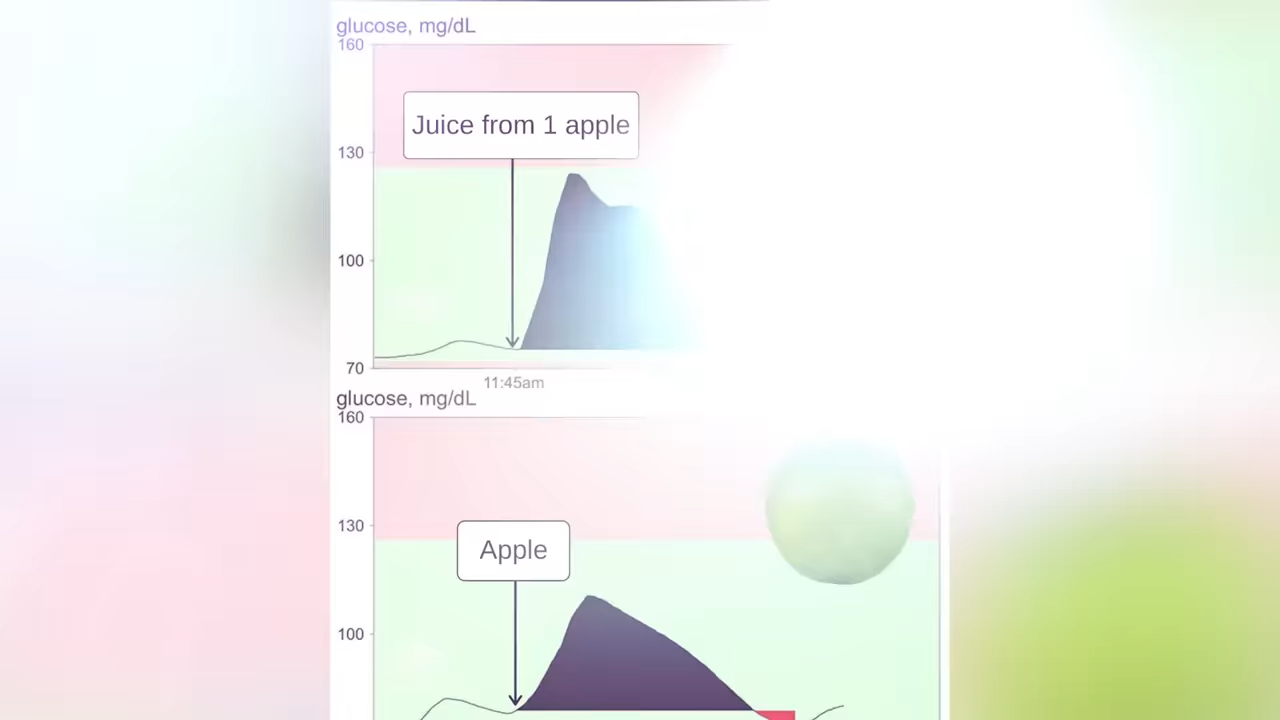 glucose, mg/dL
160
Juice from 1 apple
130
100
70
11:45am
glucose, mg/dL
160
130
Apple
100